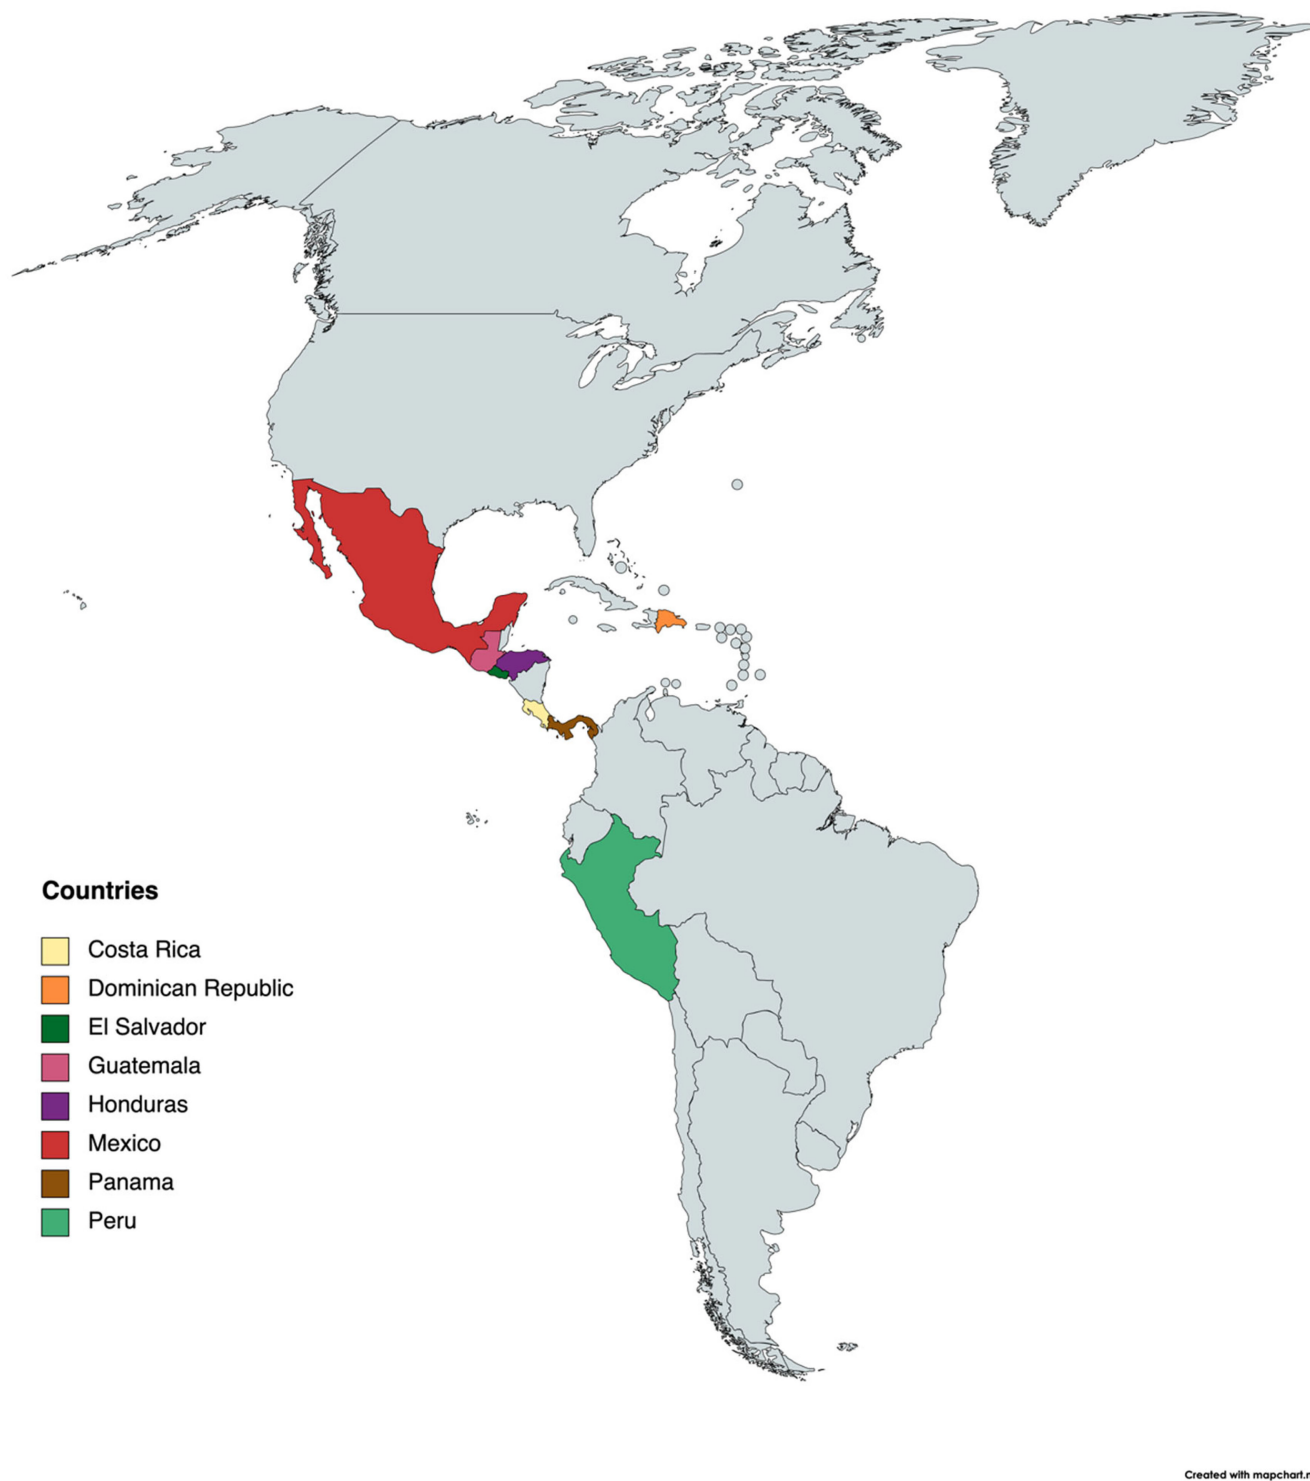 Countries
Costa Rica
Dominican Republic
El Salvador
Guatemala
Honduras
Mexico
Panama
Peru
Created with mapchart.n